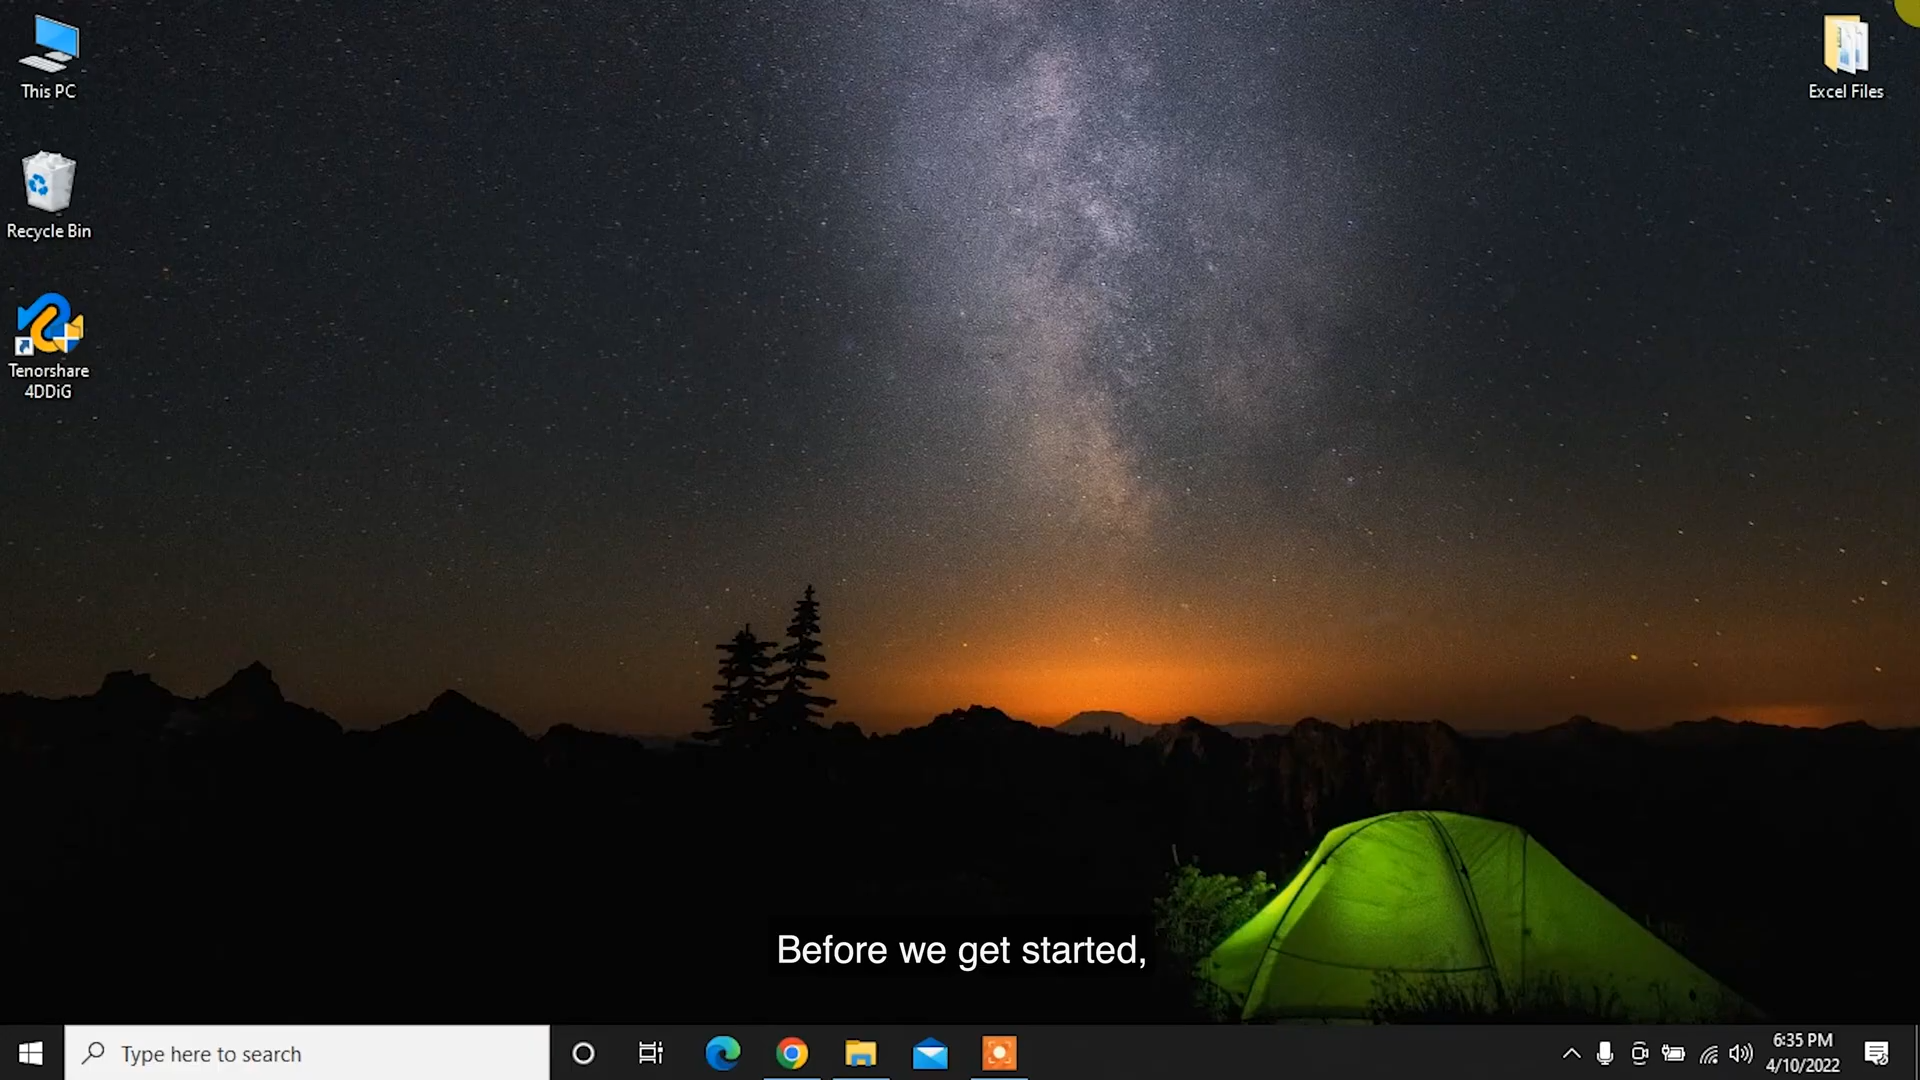 This PC
Excel Files
Recycle Bin
Tenorshare
4DDiG
Before we get started,
Type here to search
6:35 PM
4/10/2022